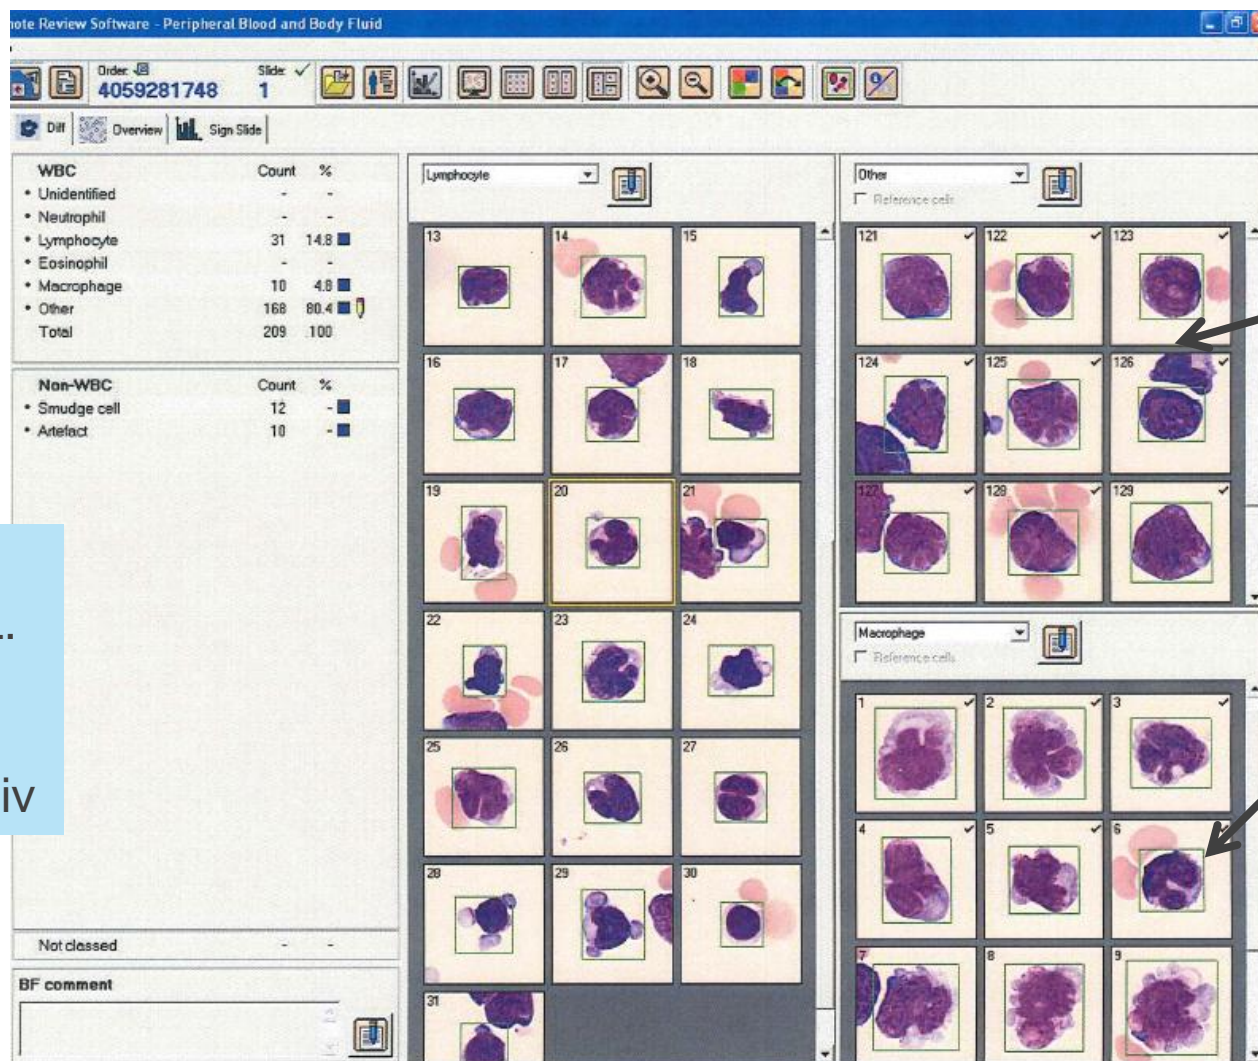 ote Review Software - Peripheral Blood and Body Fluid
Order: Slide:
4059281748 1
Diff Overview Sign Slide
WBC Count %
• Unidentified - -
• Neutrophil - -
• Lymphocyte 31 14.8
• Eosinophil - -
• Macrophage 10 4.8
• Other 168 80.4
Total 209 100
Non-WBC Count %
• Smudge cell 12 -
• Artefact 10 -
iv
Not classed - -
BF comment
Lymphocyte
13 14 15
16 17 18
19 20 21
22 23 24
25 26 27
28 29 30
31
Other
Reference cells
121 122 123
124 125 126
127 128 129
Macrophage
Reference cells
1 2 3
4 5 6
7 8 9